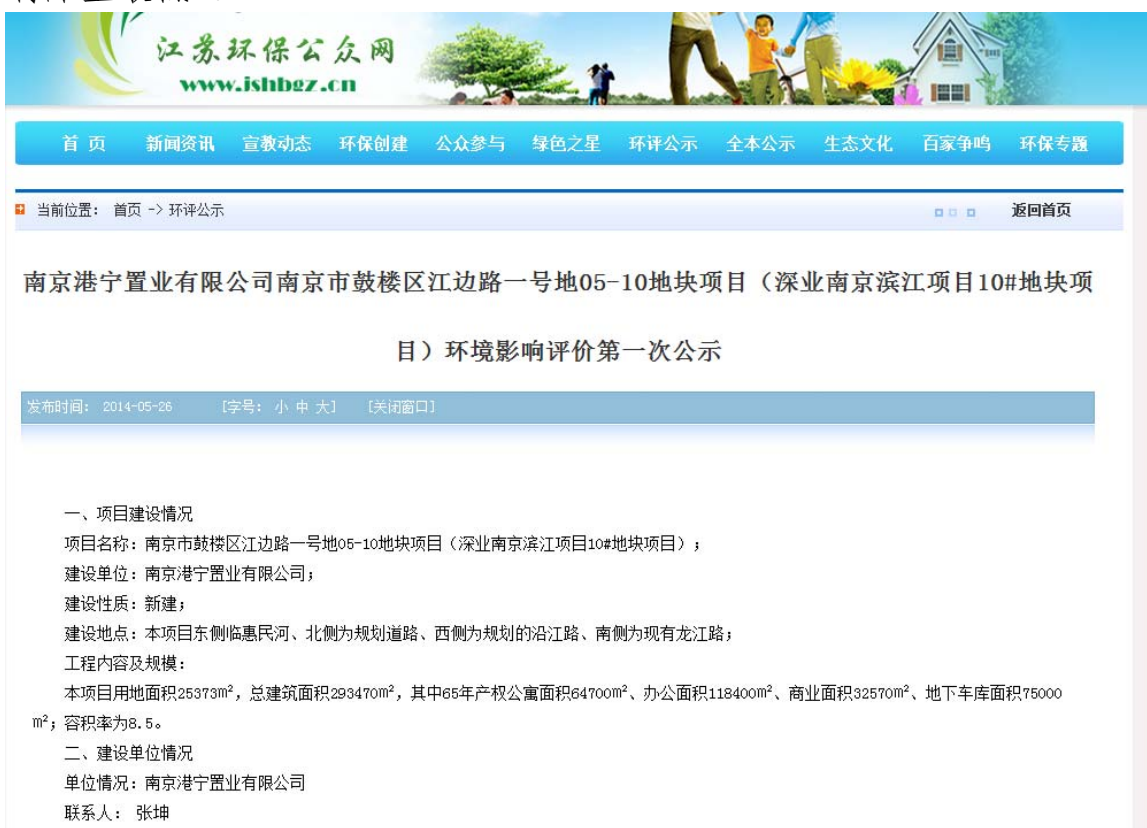 江苏环保公众网
www.jshbgz.cn
首 页 新闻资讯 宣教动态 环保创建 公众参与 绿色之星 环评公示 全本公示 生态文化 百家争鸣 环保专题
当前位置： 首页 -> 环评公示 返回首页
南京港宁置业有限公司南京市鼓楼区江边路一号地05-10地块项目（深业南京滨江项目10#地块项
目）环境影响评价第一次公示
发布时间： 2014-05-26 [字号： 小 中 大] [关闭窗口]
一、项目建设情况
项目名称：南京市鼓楼区江边路一号地05-10地块项目（深业南京滨江项目10#地块项目）；
建设单位：南京港宁置业有限公司；
建设性质：新建；
建设地点：本项目东侧临惠民河、北侧为规划道路、西侧为规划的沿江路、南侧为现有龙江路；
工程内容及规模：
本项目用地面积25373m²，总建筑面积293470m²，其中65年产权公寓面积64700m²、办公面积118400m²、商业面积32570m²、地下车库面积75000
m²；容积率为8.5。
二、建设单位情况
单位情况：南京港宁置业有限公司
联系人： 张坤